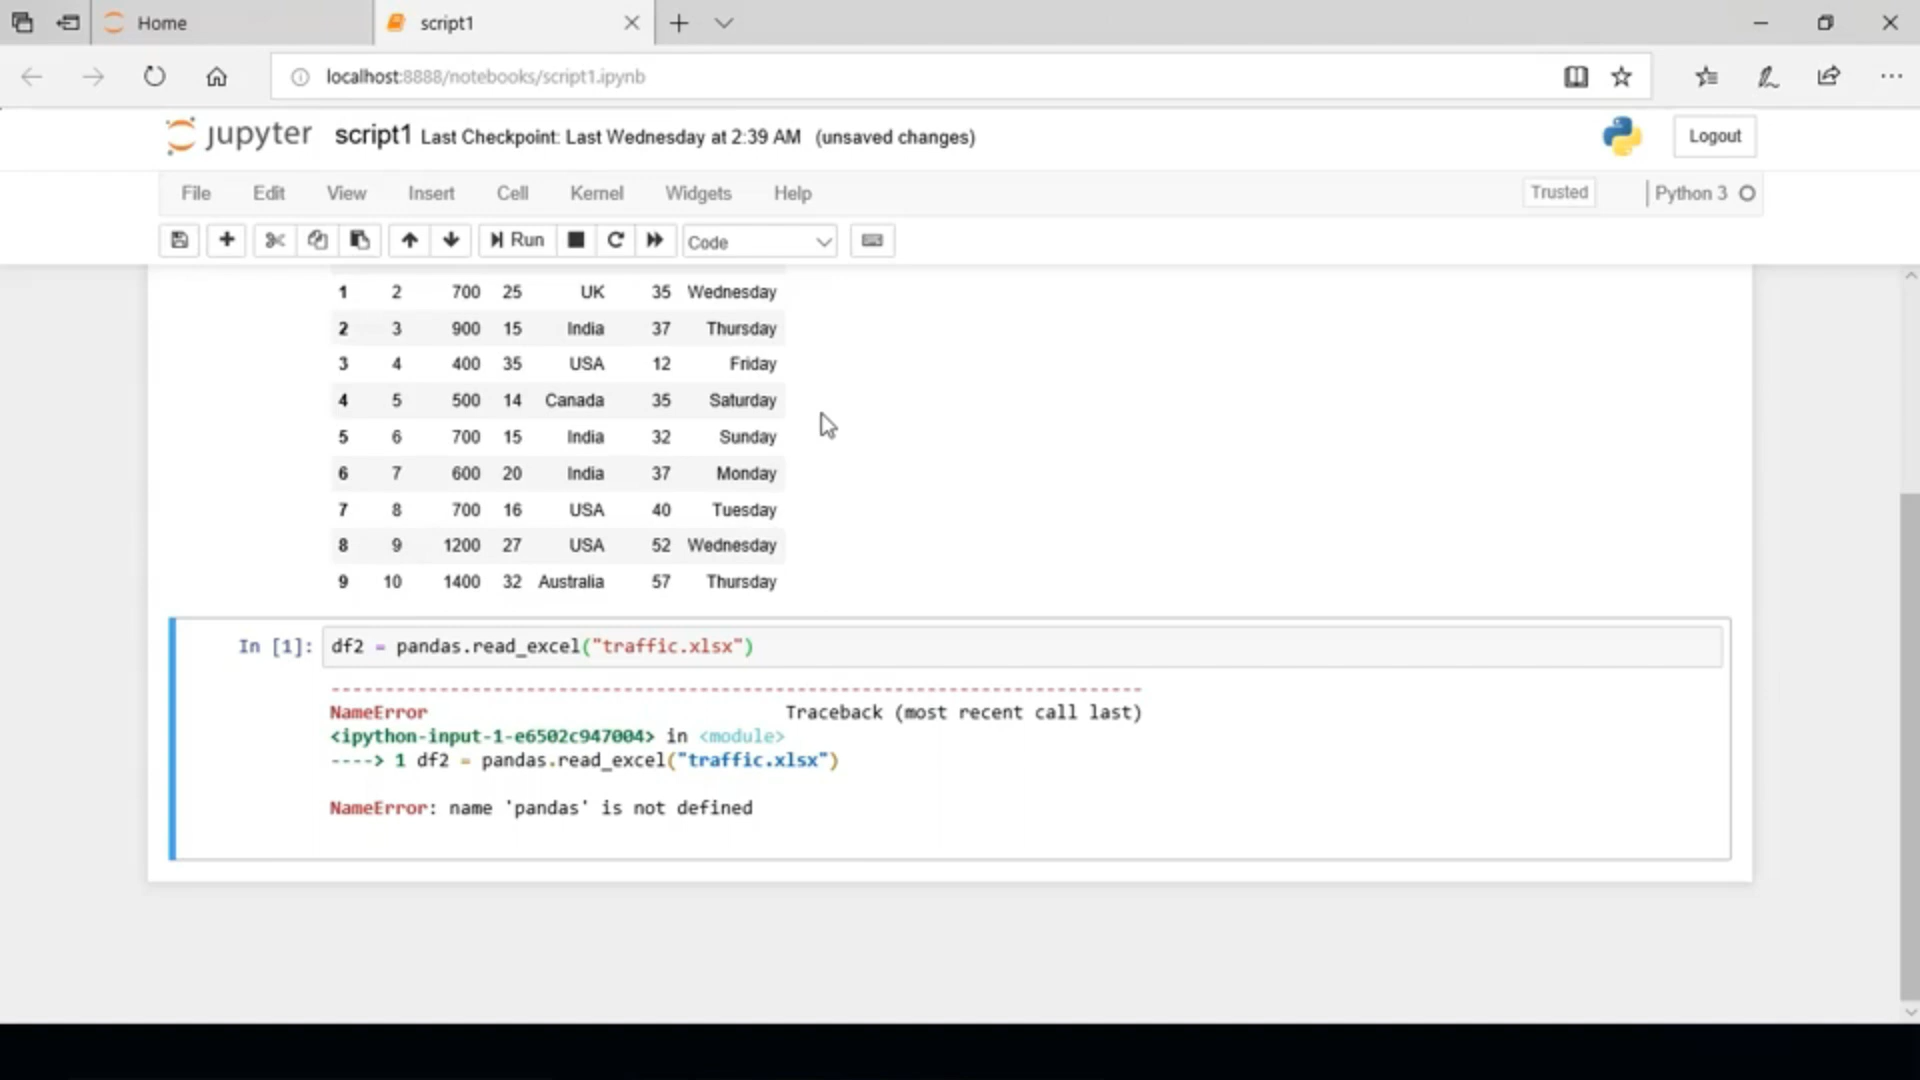 Home
script1
localhost:8888/notebooks/script1.ipynb
jupyter script1 Last Checkpoint: Last Wednesday at 2:39 AM (unsaved changes)
Logout
File Edit View Insert Cell Kernel Widgets Help
Trusted
Python 3
Run
Code
1 2 700 25 UK 35 Wednesday
2 3 900 15 India 37 Thursday
3 4 400 35 USA 12 Friday
4 5 500 14 Canada 35 Saturday
5 6 700 15 India 32 Sunday
6 7 600 20 India 37 Monday
7 8 700 16 USA 40 Tuesday
8 9 1200 27 USA 52 Wednesday
9 10 1400 32 Australia 57 Thursday
In [1]: df2 = pandas.read_excel("traffic.xlsx")
---------------------------------------------------------------------------
NameError Traceback (most recent call last)
<ipython-input-1-e6502c947004> in <module>
----> 1 df2 = pandas.read_excel("traffic.xlsx")
NameError: name 'pandas' is not defined